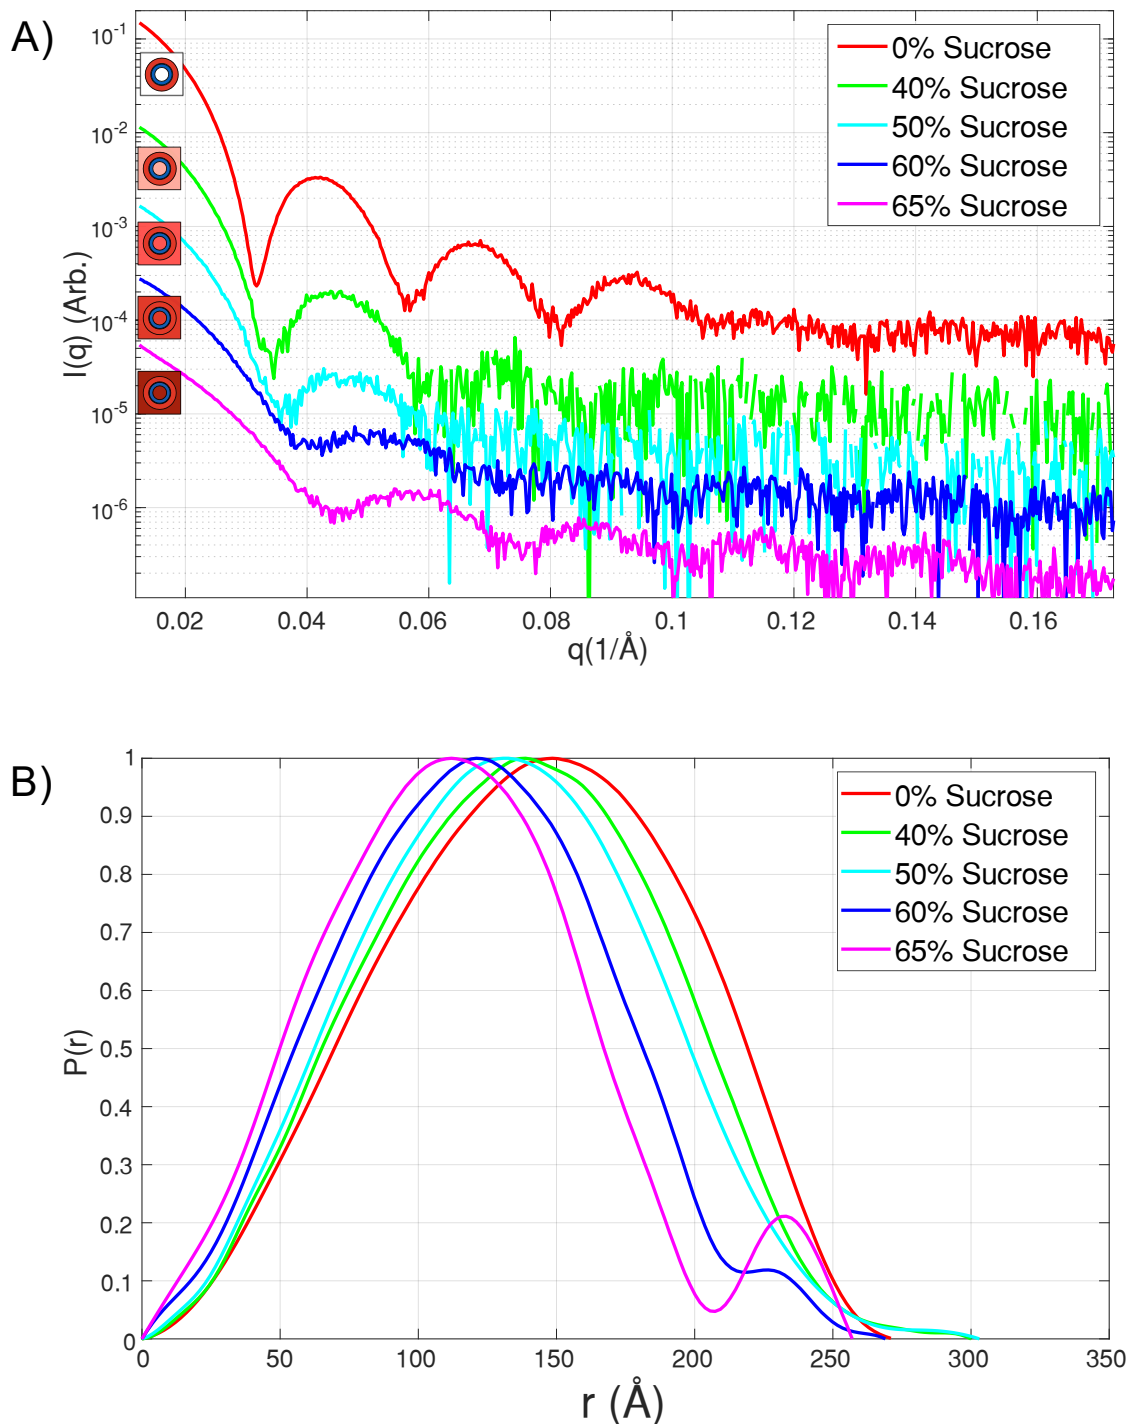 A)
I(q) (Arb.)
10-1
10-2
10-3
10-4
10-5
10-6
0% Sucrose
40% Sucrose
50% Sucrose
60% Sucrose
65% Sucrose
0.02 0.04 0.06 0.08 0.1 0.12 0.14 0.16
q(1/Å)
B)
P(r)
1
0.9
0.8
0.7
0.6
0.5
0.4
0.3
0.2
0.1
0
0% Sucrose
40% Sucrose
50% Sucrose
60% Sucrose
65% Sucrose
0 50 100 150 200 250 300 350
r (Å)